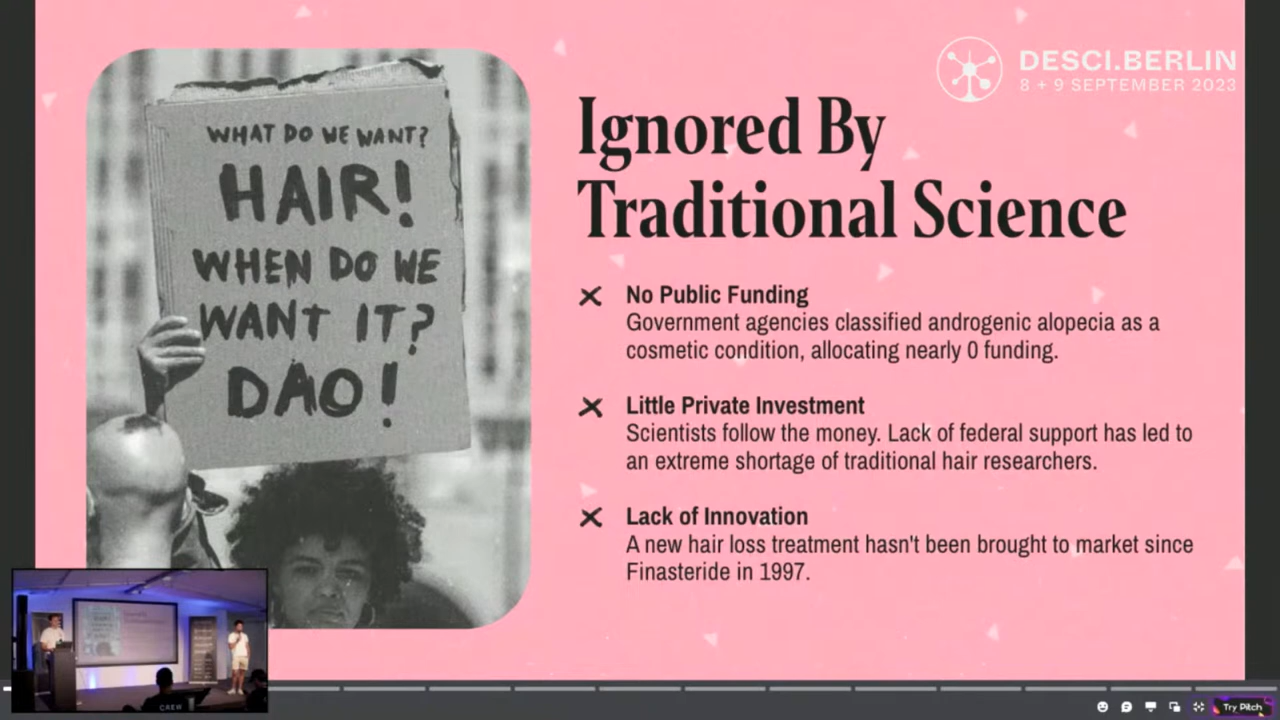 DESCI.BERLIN
8 + 9 SEPTEMBER 2023
WHAT DO WE WANT?
HAIR!
WHEN DO WE
WANT IT?
DAO!
Ignored By
Traditional Science
No Public Funding
Government agencies classified androgenic alopecia as a
cosmetic condition, allocating nearly 0 funding.
Little Private Investment
Scientists follow the money. Lack of federal support has led to
an extreme shortage of traditional hair researchers.
Lack of Innovation
A new hair loss treatment hasn't been brought to market since
Finasteride in 1997.
CREW
Try Pitch